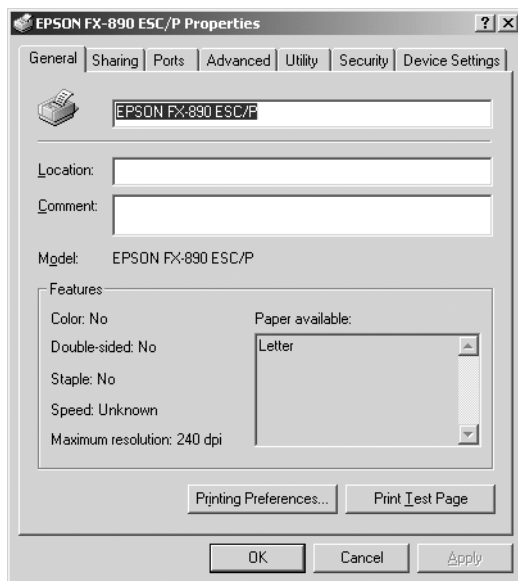 EPSON FX-890 ESC/P Properties
? X
General Sharing Ports Advanced Utility Security Device Settings
EPSON FX-890 ESC/P
Location:
Comment:
Model: EPSON FX-890 ESC/P
Features
Color: No Paper available:
Double-sided: No Letter
Staple: No
Speed: Unknown
Maximum resolution: 240 dpi
Printing Preferences... Print Test Page
OK Cancel Apply